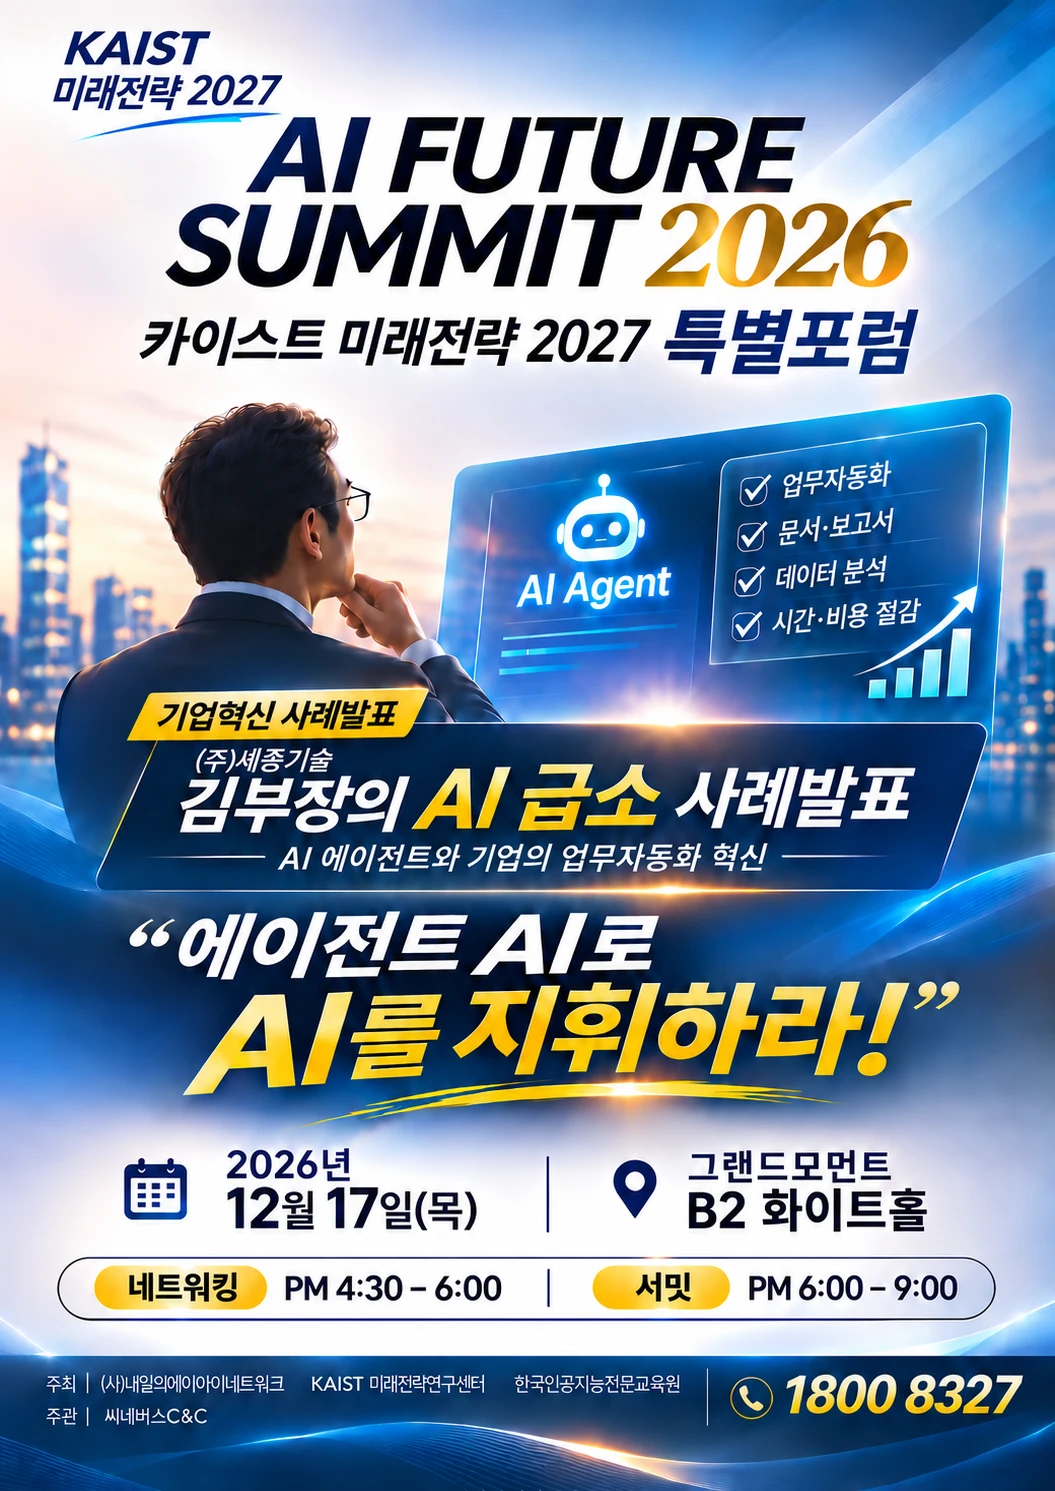 KAIST
미래전략 2027
AI FUTURE
SUMMIT 2026
카이스트 미래전략 2027 특별포럼
AI Agent
업무자동화
문서·보고서
데이터 분석
시간·비용 절감
기업혁신 사례발표
(주)세종기술
김부장의 AI 급소 사례발표
AI 에이전트와 기업의 업무자동화 혁신
“에이전트 AI로
AI를 지휘하라!”
2026년
12월 17일(목)
그랜드모먼트
B2 화이트홀
네트워킹 PM 4:30 – 6:00
서밋 PM 6:00 – 9:00
주최 | (사)내일의에이아이네트워크 KAIST 미래전략연구센터 한국인공지능전문교육원
주관 | 씨네버스C&C
1800 8327